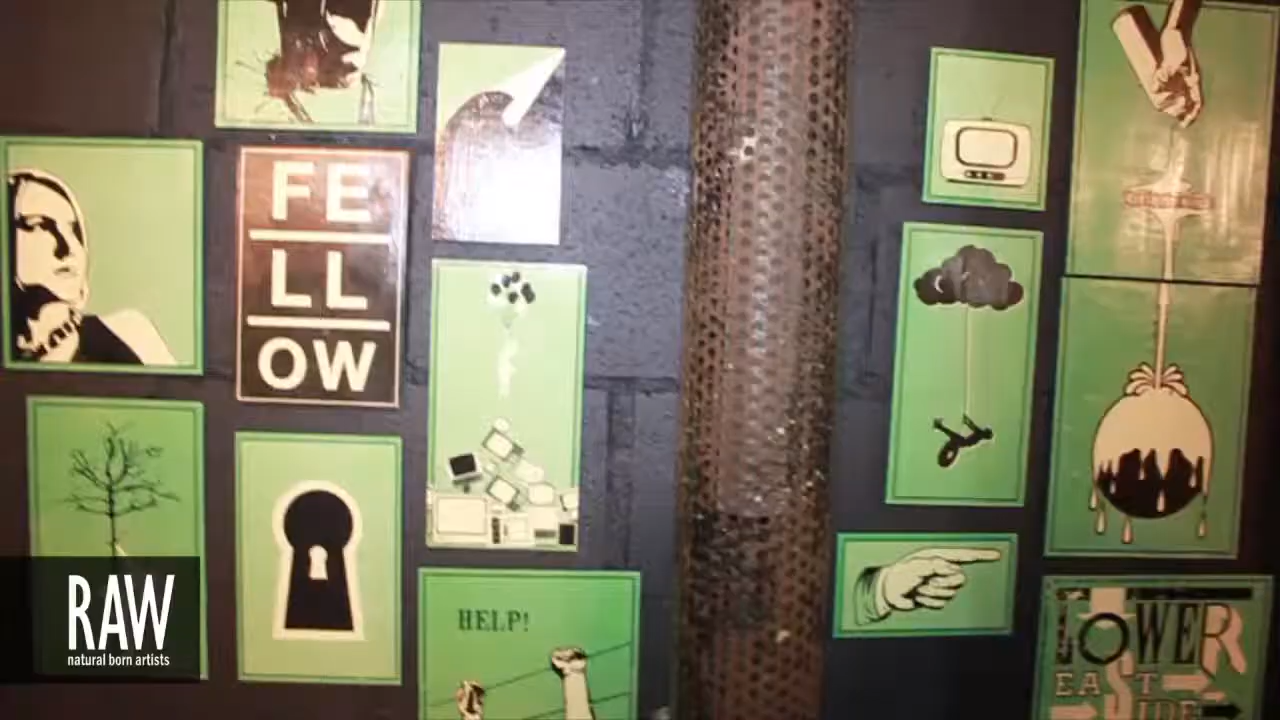 FE
LL
OW
HELP!
LOWER
EAST
SIDE
RAW
natural born artists